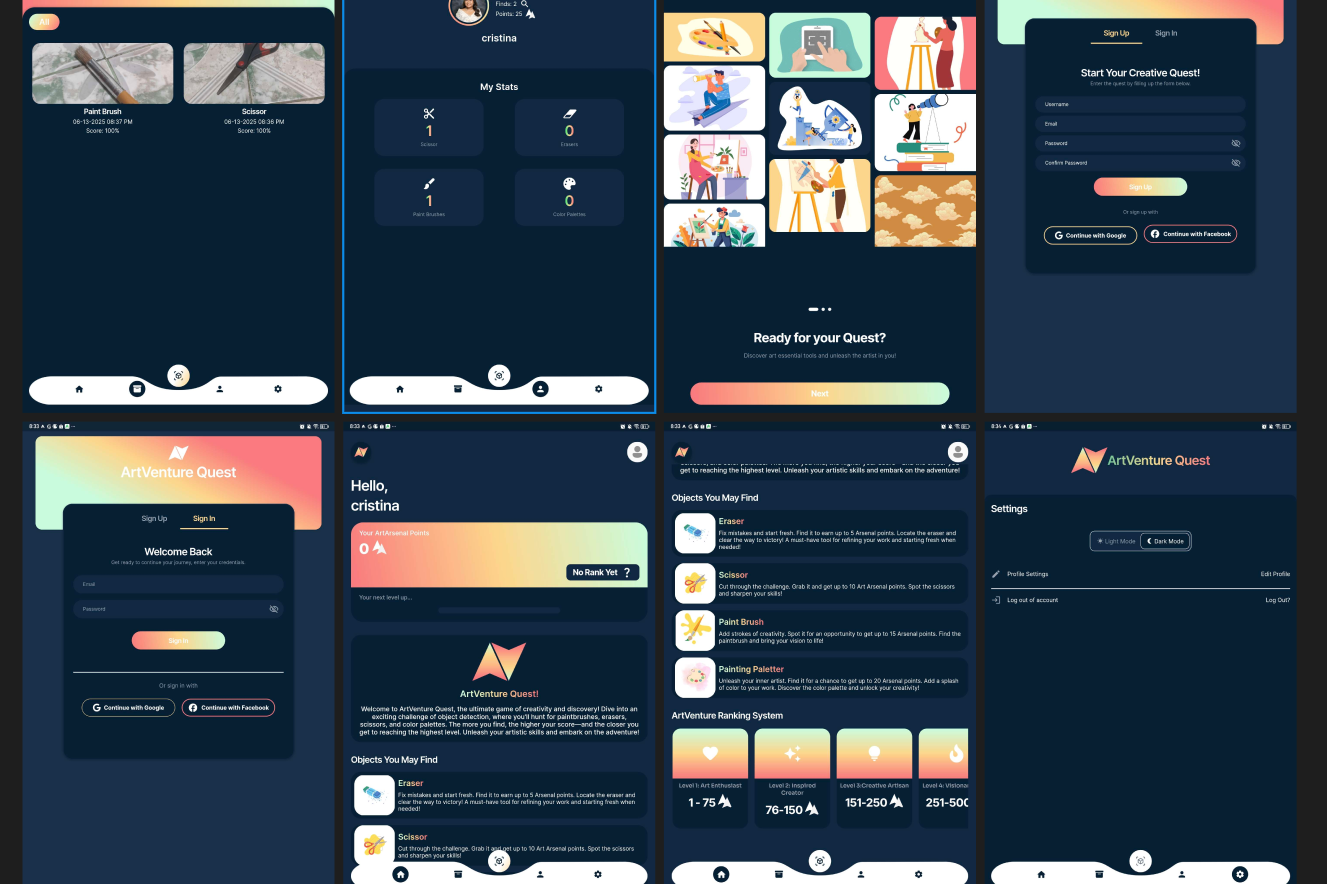 All
Paint Brush
06-13-2025 08:37 PM
Score: 100%
Scissor
06-13-2025 08:36 PM
Score: 100%
Finds: 2
Points: 25
cristina
My Stats
1
Scissor
0
Erasers
1
Paint Brushes
0
Color Palettes
Ready for your Quest?
Discover art essential tools and unleash the artist in you!
Next
Sign Up
Sign In
Start Your Creative Quest!
Enter the quest by filling up the form below.
Username
Email
Password
Confirm Password
Sign Up
Or sign up with
Continue with Google
Continue with Facebook
8:33
ArtVenture Quest
Sign Up
Sign In
Welcome Back
Get ready to continue your journey, enter your credentials.
Email
Password
Sign In
Or sign in with
Continue with Google
Continue with Facebook
8:33
Hello,
cristina
Your ArtArsenal Points
0
No Rank Yet ?
Your next level up...
ArtVenture Quest!
Welcome to ArtVenture Quest, the ultimate game of creativity and discovery! Dive into an
exciting challenge of object detection, where you'll hunt for paintbrushes, erasers,
scissors, and color palettes. The more you find, the higher your score—and the closer you
get to reaching the highest level. Unleash your artistic skills and embark on the adventure!
Objects You May Find
Eraser
Fix mistakes and start fresh. Find it to earn up to 5 Arsenal points. Locate the eraser and
clear the way to victory! A must-have tool for refining your work and starting fresh when
needed!
Scissor
Cut through the challenge. Grab it and get up to 10 Art Arsenal points. Spot the scissors
and sharpen your skills!
8:33
get to reaching the highest level. Unleash your artistic skills and embark on the adventure!
Objects You May Find
Eraser
Fix mistakes and start fresh. Find it to earn up to 5 Arsenal points. Locate the eraser and
clear the way to victory! A must-have tool for refining your work and starting fresh when
needed!
Scissor
Cut through the challenge. Grab it and get up to 10 Art Arsenal points. Spot the scissors
and sharpen your skills!
Paint Brush
Add strokes of creativity. Spot it for an opportunity to get up to 15 Arsenal points. Find the
paintbrush and bring your vision to life!
Painting Paletter
Unleash your inner artist. Find it for a chance to get up to 20 Arsenal points. Add a splash
of color to your work. Discover the color palette and unlock your creativity!
ArtVenture Ranking System
Level 1: Art Enthusiast
1 - 75
Level 2: Inspired
Creator
76-150
Level 3:Creative Artisan
151-250
Level 4: Visiona
251-500
8:34
ArtVenture Quest
Settings
Light Mode
Dark Mode
Profile Settings
Edit Profile
Log out of account
Log Out?